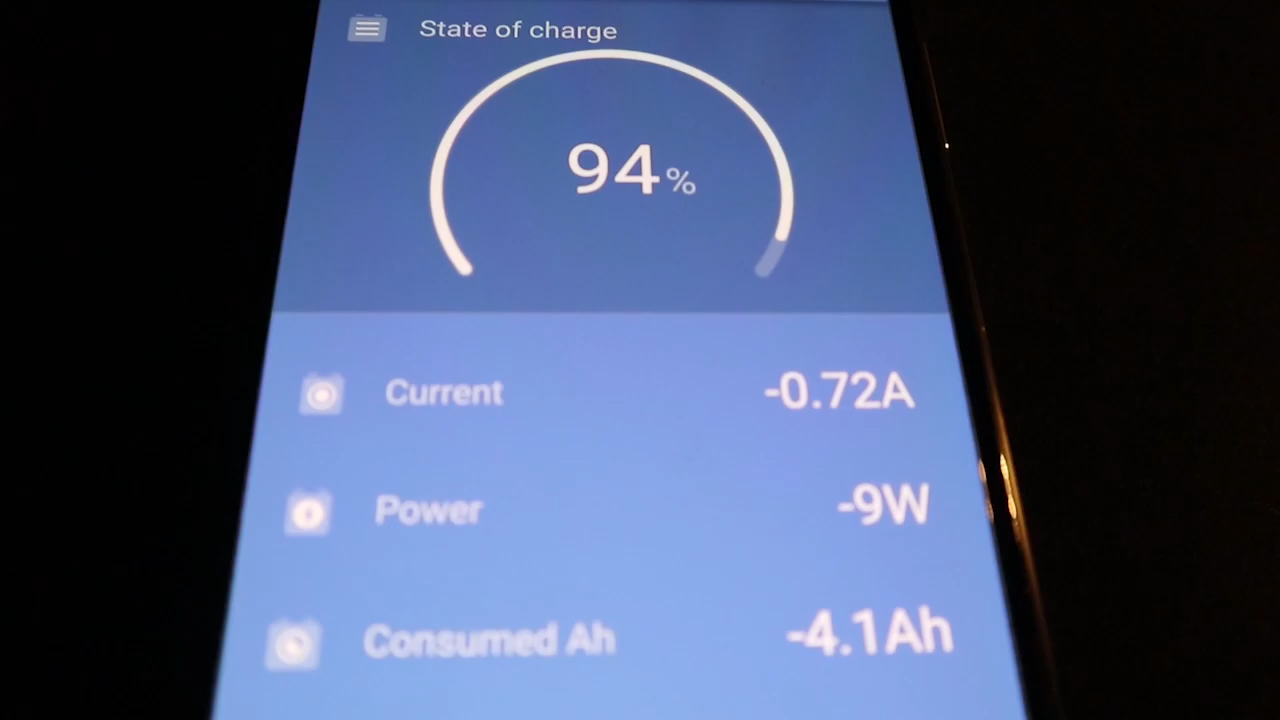 State of charge
94%
Current -0.72A
Power -9W
Consumed Ah -4.1Ah